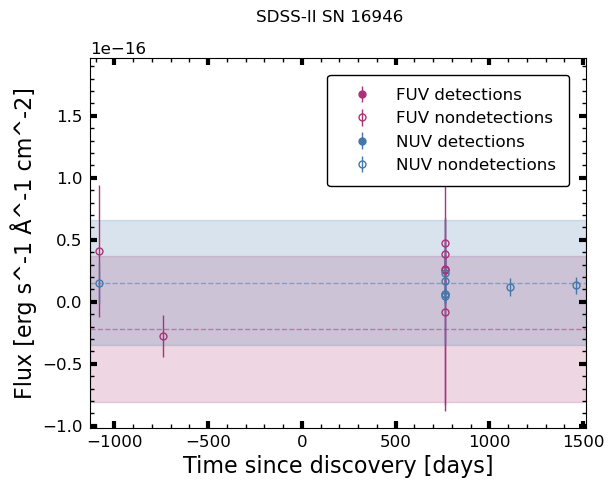 SDSS-II SN 16946
1e−16
FUV detections
FUV nondetections
NUV detections
NUV nondetections
1.5
1.0
0.5
0.0
−0.5
−1.0
Flux [erg s^-1 Å^-1 cm^-2]
−1000
−500
0
500
1000
1500
Time since discovery [days]